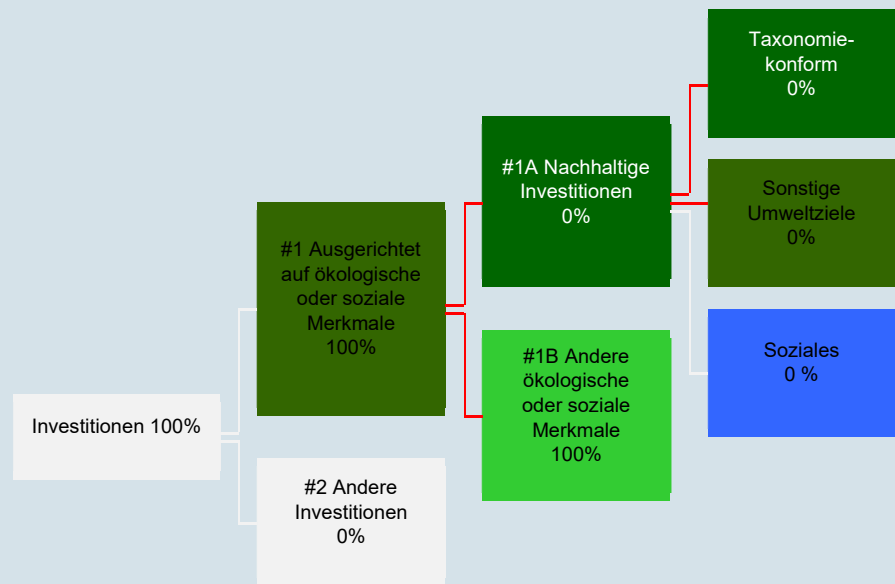 Investitionen 100%
#1 Ausgerichtet
auf ökologische
oder soziale
Merkmale
100%
#2 Andere
Investitionen
0%
#1A Nachhaltige
Investitionen
0%
#1B Andere
ökologische
oder soziale
Merkmale
100%
Taxonomie-
konform
0%
Sonstige
Umweltziele
0%
Soziales
0 %